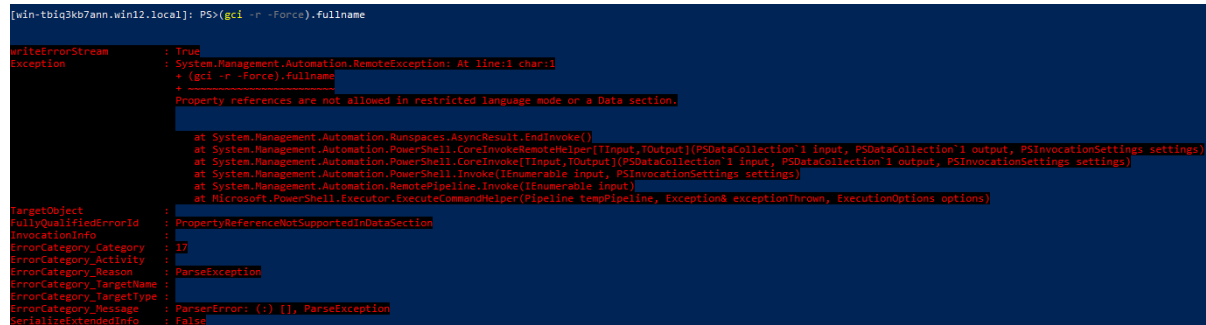 [win-tbiq3kb7ann.win12.local]: PS>(gci -r -Force).fullname
writeErrorStream : True
Exception : System.Management.Automation.RemoteException: At line:1 char:1
+ (gci -r -Force).fullname
+ ~~~~~~~~~~~~~~~~~~~~~~~~
Property references are not allowed in restricted language mode or a Data section.
at System.Management.Automation.Runspaces.AsyncResult.EndInvoke()
at System.Management.Automation.PowerShell.CoreInvokeRemoteHelper[TInput,TOutput](PSDataCollection`1 input, PSDataCollection`1 output, PSInvocationSettings settings)
at System.Management.Automation.PowerShell.CoreInvoke[TInput,TOutput](PSDataCollection`1 input, PSDataCollection`1 output, PSInvocationSettings settings)
at System.Management.Automation.PowerShell.Invoke(IEnumerable input, PSInvocationSettings settings)
at System.Management.Automation.RemotePipeline.Invoke(IEnumerable input)
at Microsoft.PowerShell.Executor.ExecuteCommandHelper(Pipeline tempPipeline, Exception& exceptionThrown, ExecutionOptions options)
TargetObject :
FullyQualifiedErrorId : PropertyReferenceNotSupportedInDataSection
InvocationInfo :
ErrorCategory_Category : 17
ErrorCategory_Activity :
ErrorCategory_Reason : ParseException
ErrorCategory_TargetName :
ErrorCategory_TargetType :
ErrorCategory_Message : ParserError: (:) [], ParseException
SerializeExtendedInfo : False